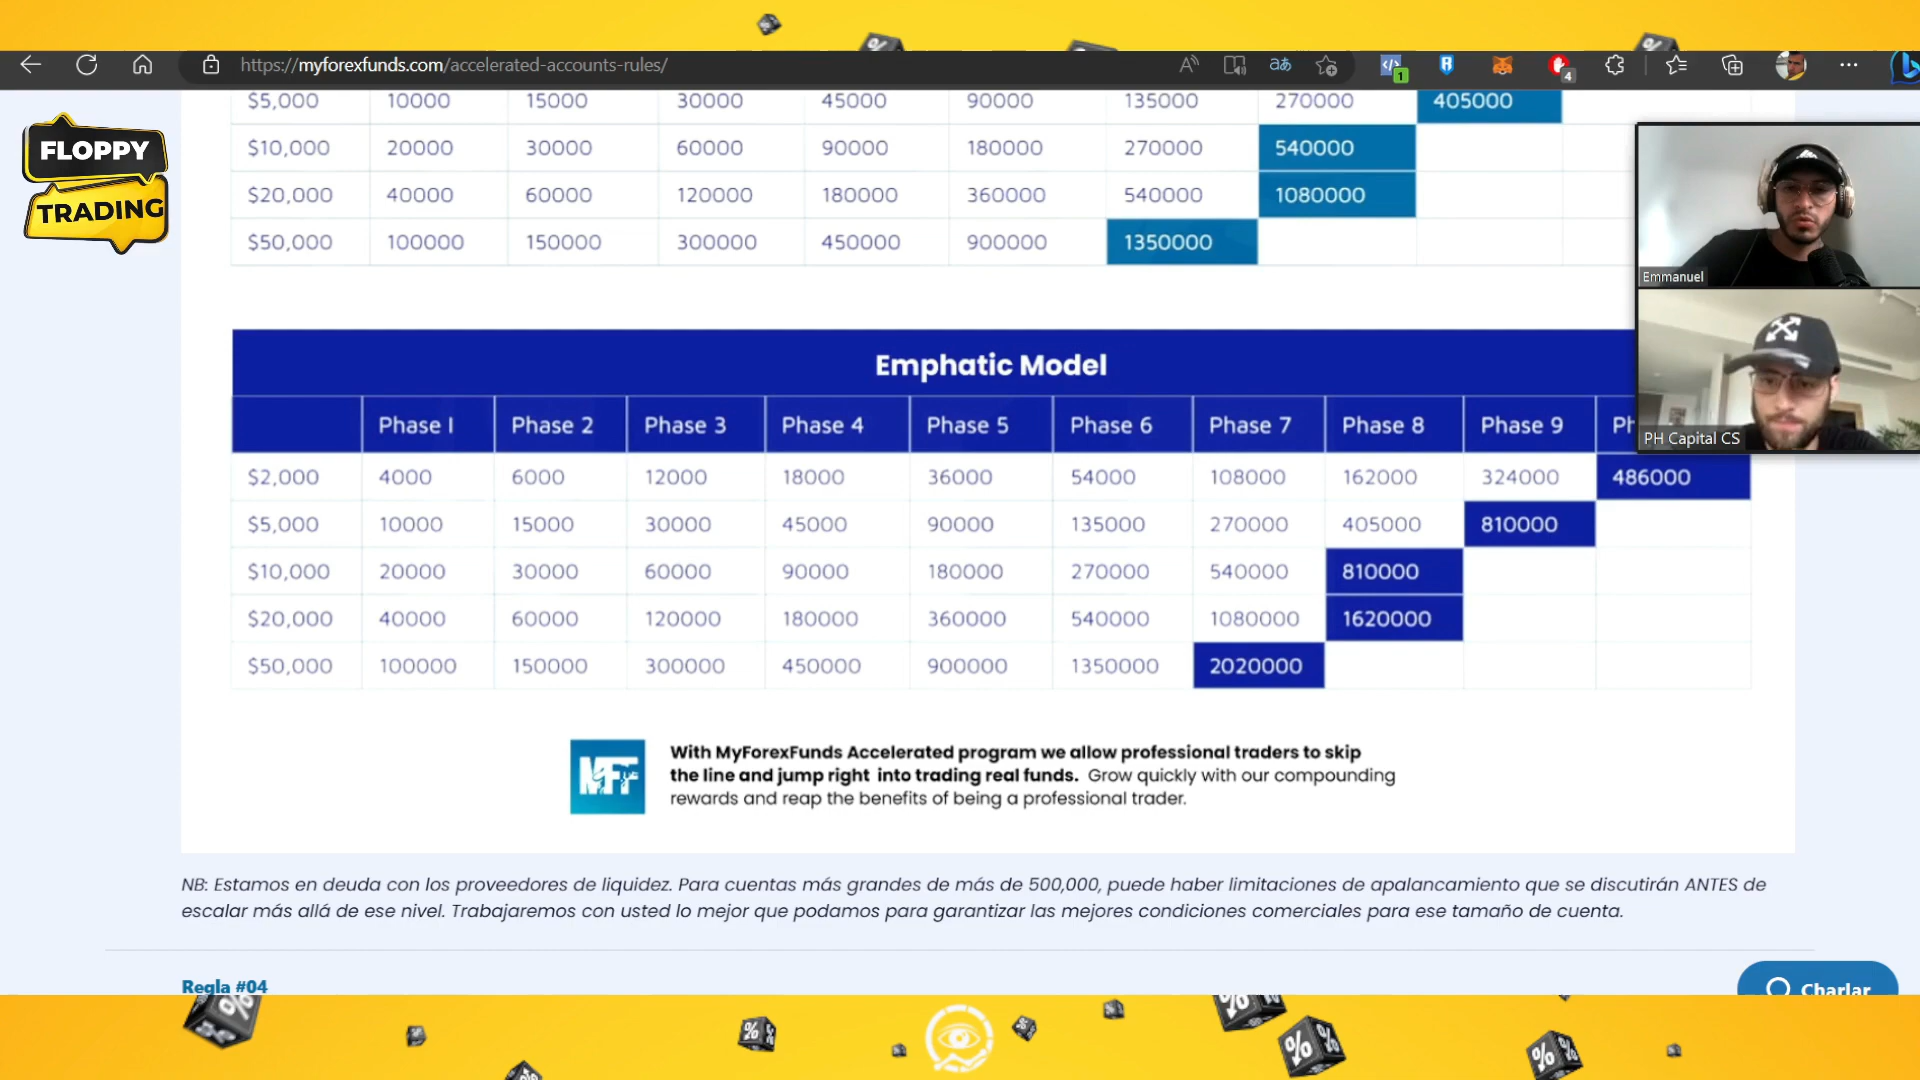 https://myforexfunds.com/accelerated-accounts-rules/
FLOPPY
TRADING
$5,000 10000 15000 30000 45000 90000 135000 270000 405000
$10,000 20000 30000 60000 90000 180000 270000 540000
$20,000 40000 60000 120000 180000 360000 540000 1080000
$50,000 100000 150000 300000 450000 900000 1350000
Emmanuel
PH Capital CS
Emphatic Model
Phase 1 Phase 2 Phase 3 Phase 4 Phase 5 Phase 6 Phase 7 Phase 8 Phase 9
$2,000 4000 6000 12000 18000 36000 54000 108000 162000 324000 486000
$5,000 10000 15000 30000 45000 90000 135000 270000 405000 810000
$10,000 20000 30000 60000 90000 180000 270000 540000 810000
$20,000 40000 60000 120000 180000 360000 540000 1080000 1620000
$50,000 100000 150000 300000 450000 900000 1350000 2020000
MFF
With MyForexFunds Accelerated program we allow professional traders to skip
the line and jump right into trading real funds. Grow quickly with our compounding
rewards and reap the benefits of being a professional trader.
NB: Estamos en deuda con los proveedores de liquidez. Para cuentas más grandes de más de 500,000, puede haber limitaciones de apalancamiento que se discutirán ANTES de
escalar más allá de ese nivel. Trabajaremos con usted lo mejor que podamos para garantizar las mejores condiciones comerciales para ese tamaño de cuenta.
Regla #04
Charlar